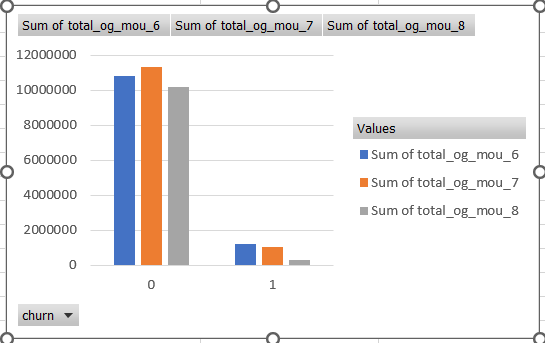 Sum of total_og_mou_6 Sum of total_og_mou_7 Sum of total_og_mou_8
12000000
10000000
8000000
6000000
4000000
2000000
0
0 1
Values
Sum of total_og_mou_6
Sum of total_og_mou_7
Sum of total_og_mou_8
churn